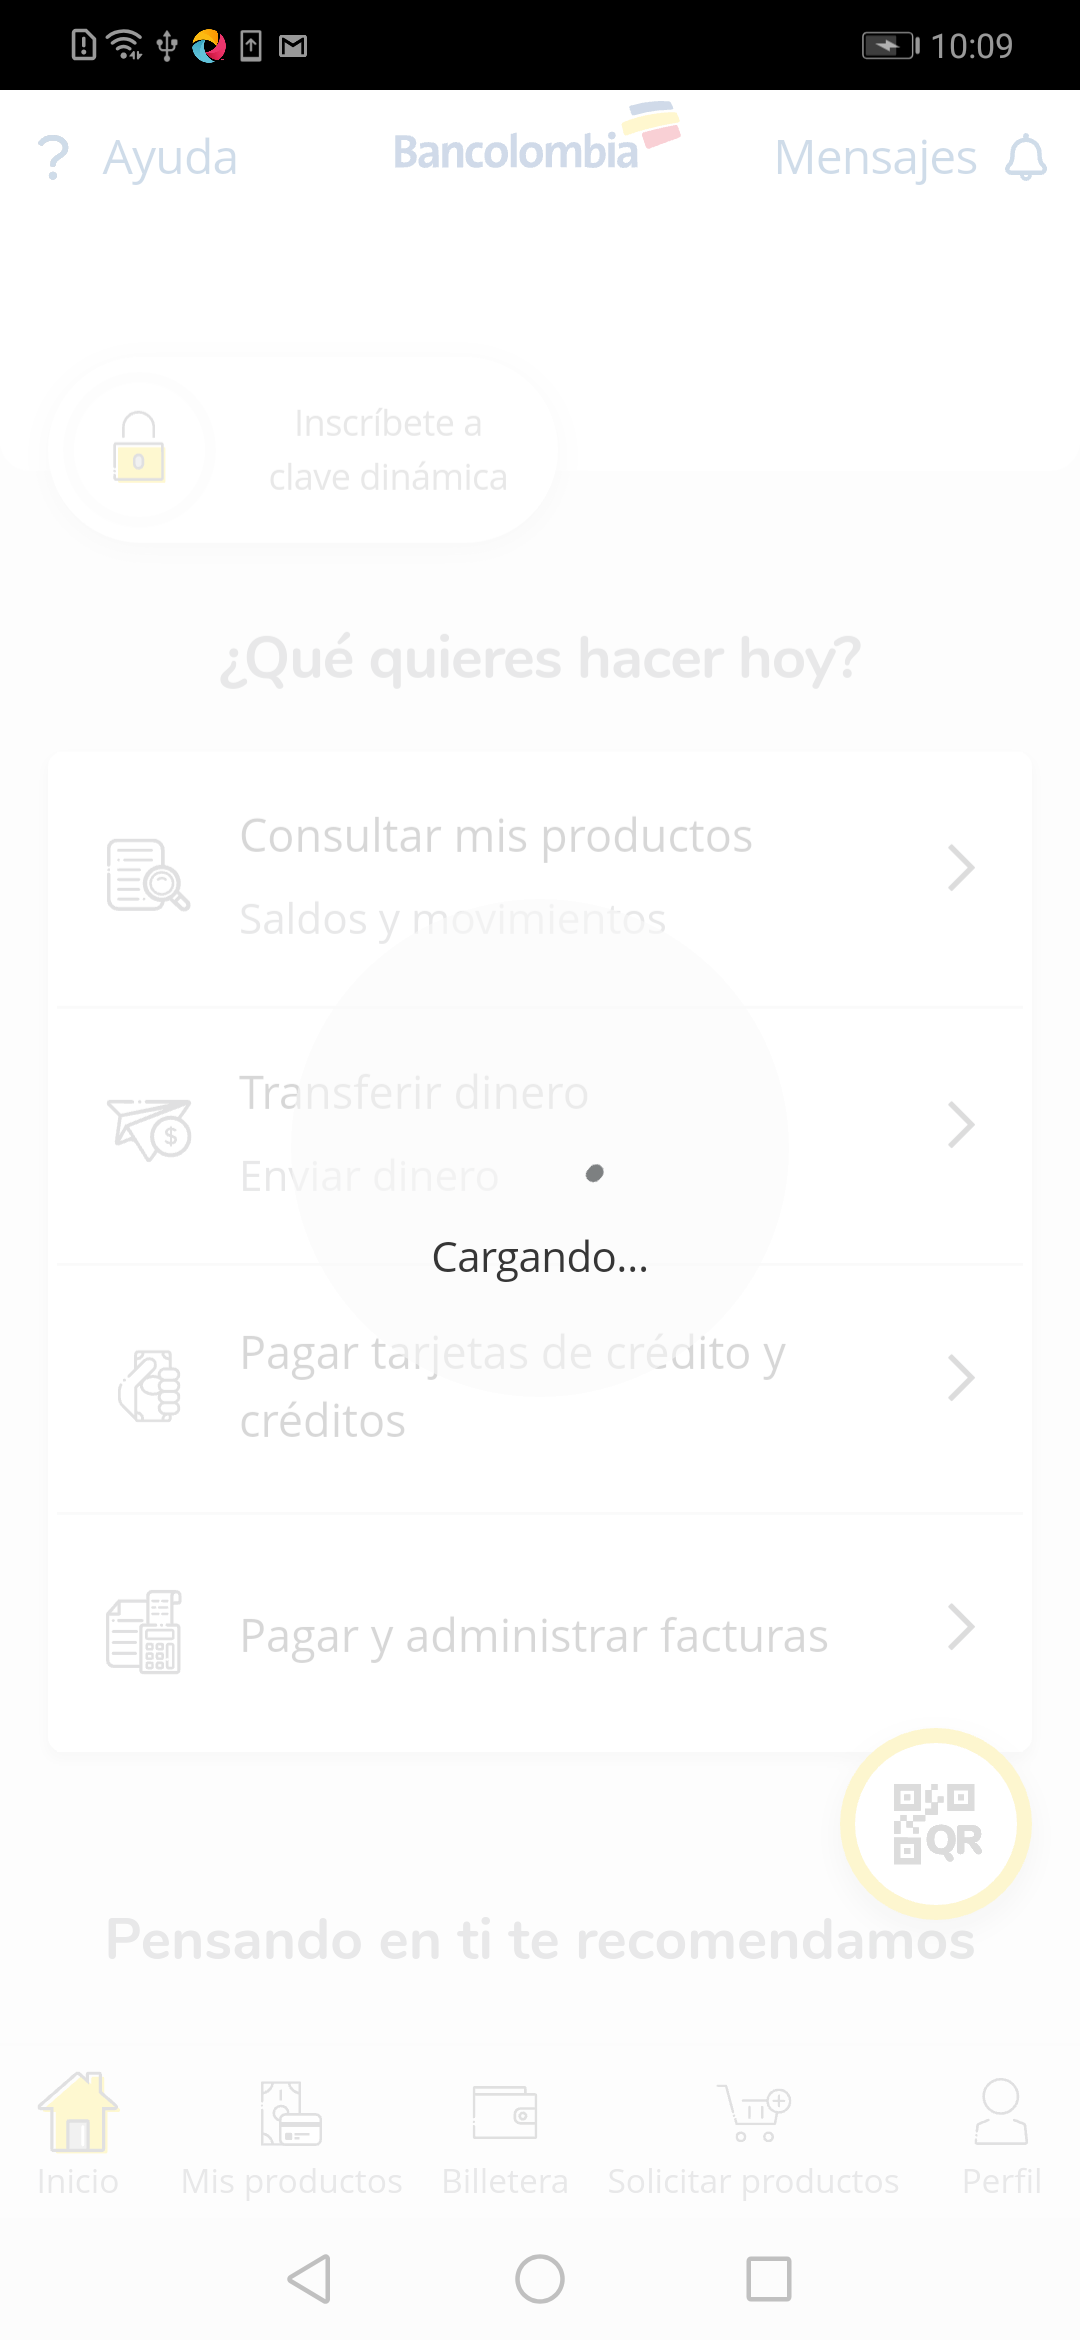 10:09
? Ayuda
Bancolombia
Mensajes
Inscríbete a
clave dinámica
¿Qué quieres hacer hoy?
Consultar mis productos
Saldos y movimientos
Transferir dinero
Enviar dinero
$
Cargando...
Pagar tarjetas de crédito y
créditos
Pagar y administrar facturas
QR
Pensando en ti te recomendamos
Inicio
Mis productos
Billetera
Solicitar productos
Perfil